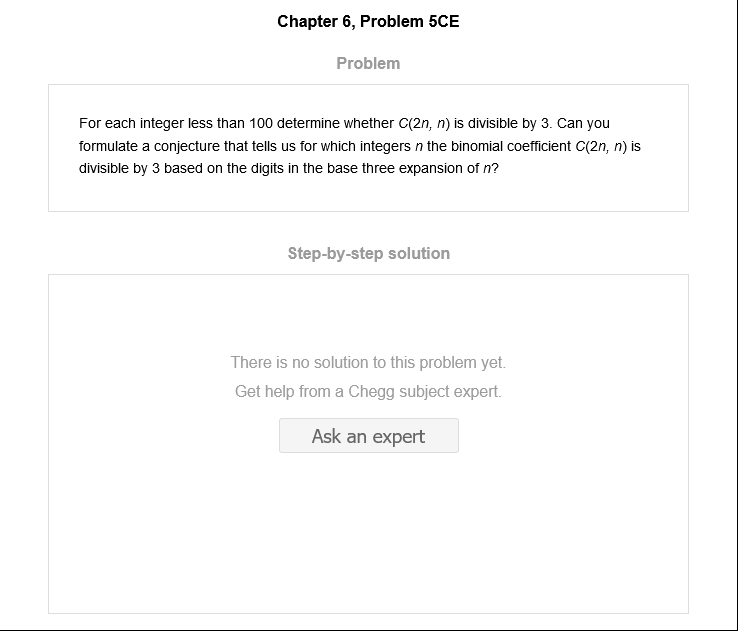 Chapter 6, Problem 5CE
Problem
For each integer less than 100 determine whether C(2n, n) is divisible by 3. Can you
formulate a conjecture that tells us for which integers n the binomial coefficient C(2n, n) is
divisible by 3 based on the digits in the base three expansion of n?
Step-by-step solution
There is no solution to this problem yet.
Get help from a Chegg subject expert.
Ask an expert